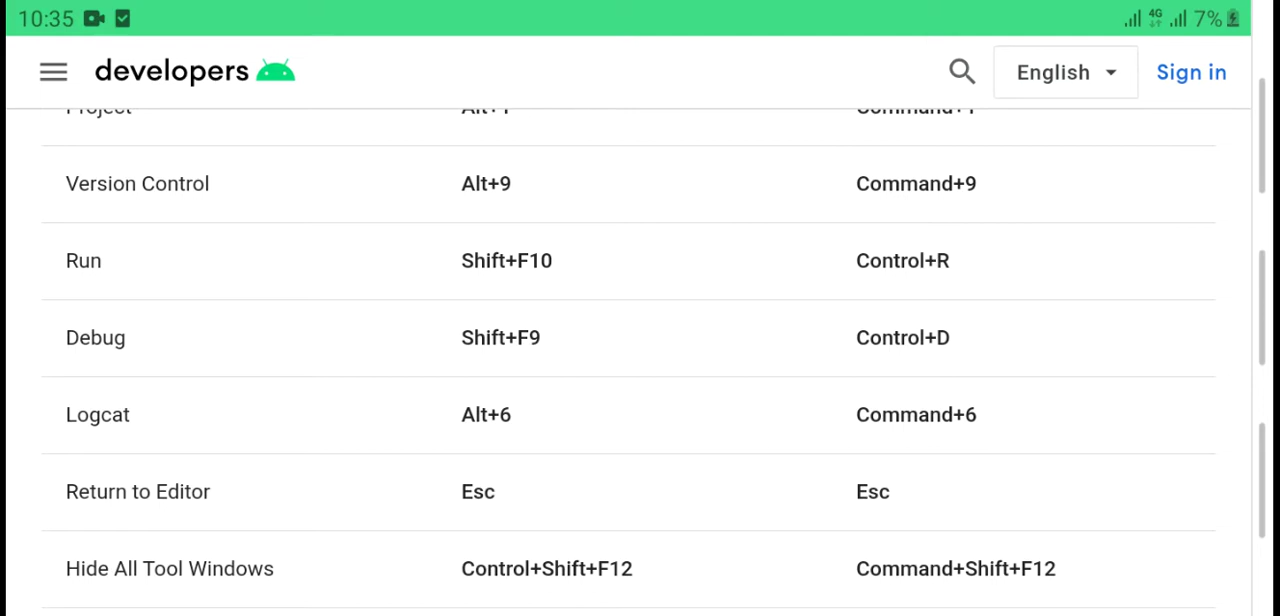 10:35 4G 7%
developers English Sign in
Project
Version Control Alt+9 Command+9
Run Shift+F10 Control+R
Debug Shift+F9 Control+D
Logcat Alt+6 Command+6
Return to Editor Esc Esc
Hide All Tool Windows Control+Shift+F12 Command+Shift+F12